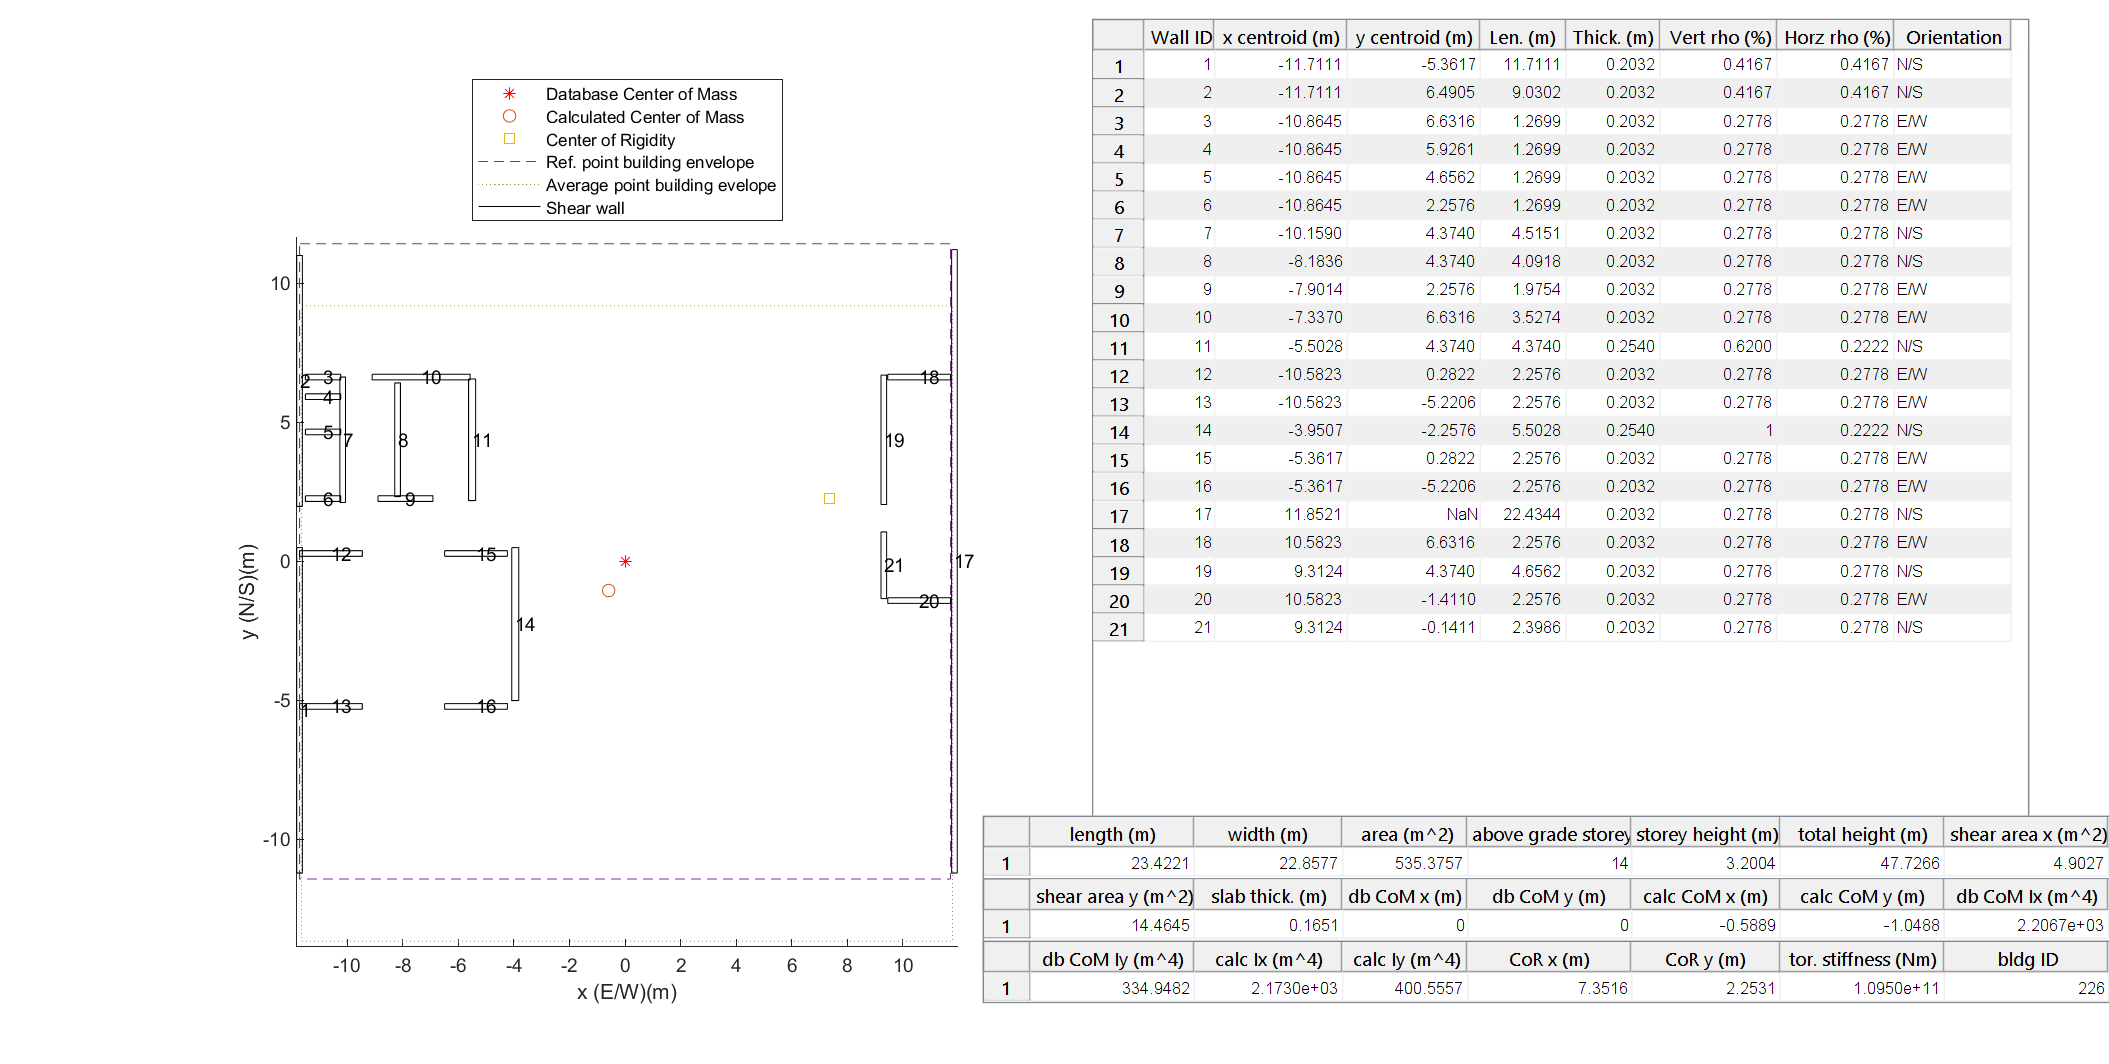 Database Center of Mass
Calculated Center of Mass
Center of Rigidity
Ref. point building envelope
Average point building evelope
Shear wall
y (N/S)(m)
10
5
0
-5
-10
2
3
4
5
6
7
8
9
10
11
12
13
1
15
16
14
18
19
21
20
17
-10 -8 -6 -4 -2 0 2 4 6 8 10
x (E/W)(m)
Wall ID x centroid (m) y centroid (m) Len. (m) Thick. (m) Vert rho (%) Horz rho (%) Orientation
1 1 -11.7111 -5.3617 11.7111 0.2032 0.4167 0.4167 N/S
2 2 -11.7111 6.4905 9.0302 0.2032 0.4167 0.4167 N/S
3 3 -10.8645 6.6316 1.2699 0.2032 0.2778 0.2778 E/W
4 4 -10.8645 5.9261 1.2699 0.2032 0.2778 0.2778 E/W
5 5 -10.8645 4.6562 1.2699 0.2032 0.2778 0.2778 E/W
6 6 -10.8645 2.2576 1.2699 0.2032 0.2778 0.2778 E/W
7 7 -10.1590 4.3740 4.5151 0.2032 0.2778 0.2778 N/S
8 8 -8.1836 4.3740 4.0918 0.2032 0.2778 0.2778 N/S
9 9 -7.9014 2.2576 1.9754 0.2032 0.2778 0.2778 E/W
10 10 -7.3370 6.6316 3.5274 0.2032 0.2778 0.2778 E/W
11 11 -5.5028 4.3740 4.3740 0.2540 0.6200 0.2222 N/S
12 12 -10.5823 0.2822 2.2576 0.2032 0.2778 0.2778 E/W
13 13 -10.5823 -5.2206 2.2576 0.2032 0.2778 0.2778 E/W
14 14 -3.9507 -2.2576 5.5028 0.2540 1 0.2222 N/S
15 15 -5.3617 0.2822 2.2576 0.2032 0.2778 0.2778 E/W
16 16 -5.3617 -5.2206 2.2576 0.2032 0.2778 0.2778 E/W
17 17 11.8521 NaN 22.4344 0.2032 0.2778 0.2778 N/S
18 18 10.5823 6.6316 2.2576 0.2032 0.2778 0.2778 E/W
19 19 9.3124 4.3740 4.6562 0.2032 0.2778 0.2778 N/S
20 20 10.5823 -1.4110 2.2576 0.2032 0.2778 0.2778 E/W
21 21 9.3124 -0.1411 2.3986 0.2032 0.2778 0.2778 N/S
length (m) width (m) area (m^2) above grade storey storey height (m) total height (m) shear area x (m^2)
1 23.4221 22.8577 535.3757 14 3.2004 47.7266 4.9027
shear area y (m^2) slab thick. (m) db CoM x (m) db CoM y (m) calc CoM x (m) calc CoM y (m) db CoM Ix (m^4)
1 14.4645 0.1651 0 0 -0.5889 -1.0488 2.2067e+03
db CoM Iy (m^4) calc Ix (m^4) calc Iy (m^4) CoR x (m) CoR y (m) tor. stiffness (Nm) bldg ID
1 334.9482 2.1730e+03 400.5557 7.3516 2.2531 1.0950e+11 226